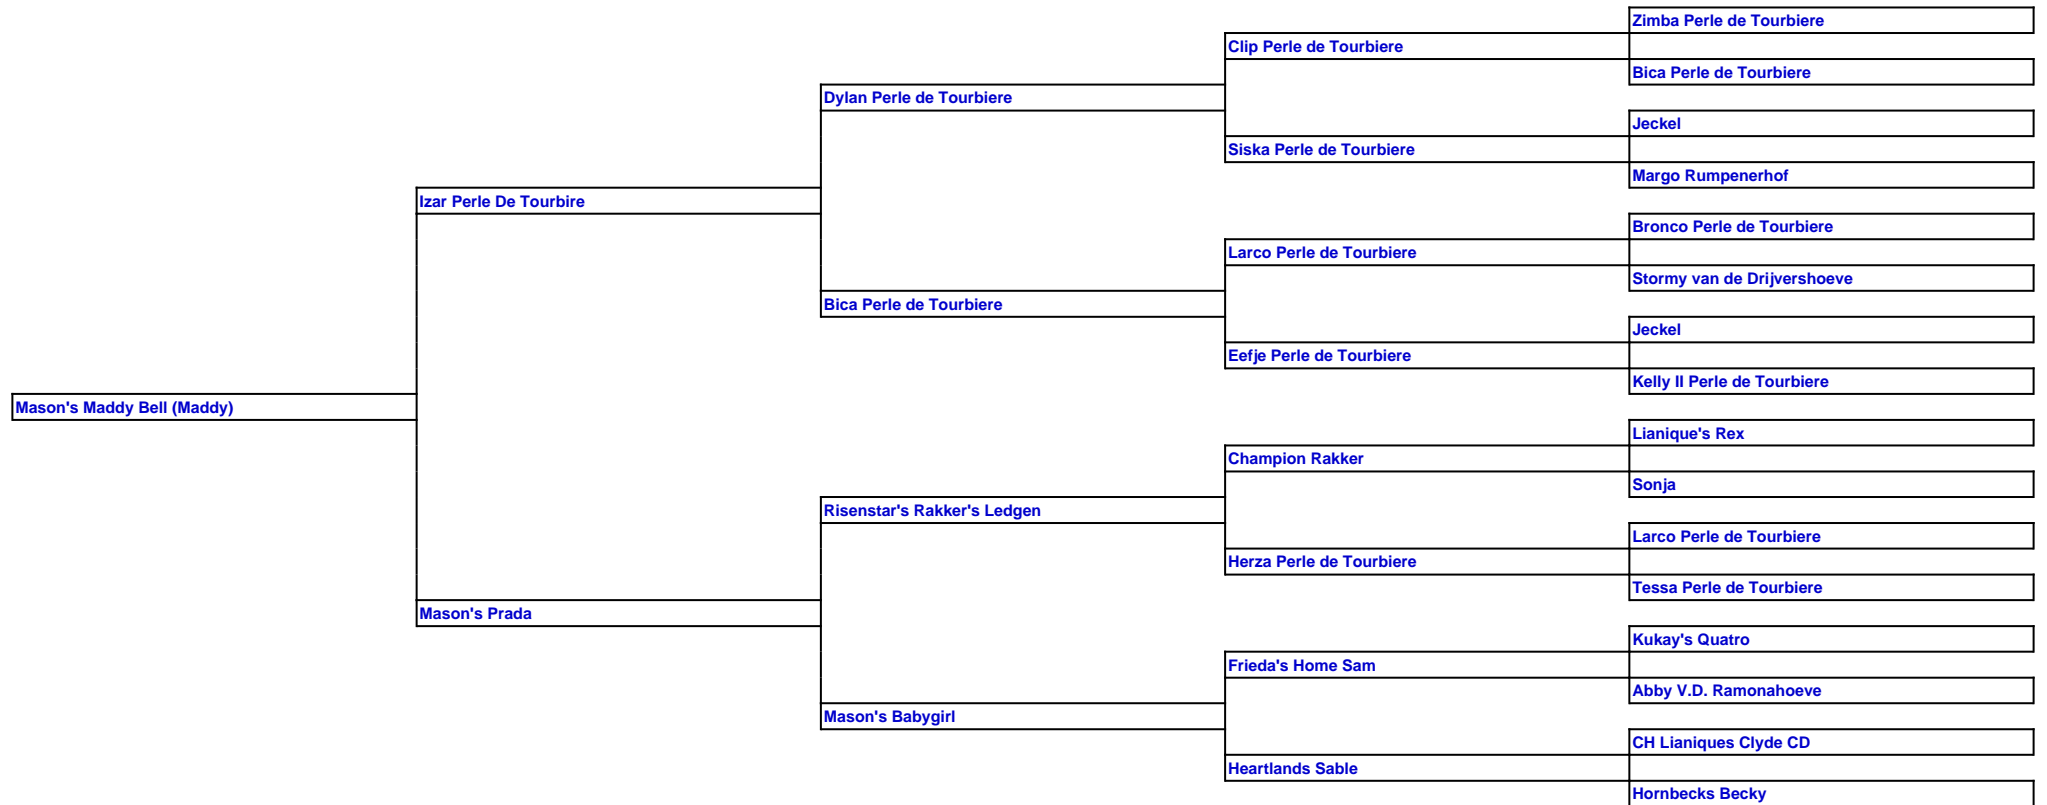 Zimba Perle de Tourbiere
Clip Perle de Tourbiere
Bica Perle de Tourbiere
Dylan Perle de Tourbiere
Jeckel
Siska Perle de Tourbiere
Margo Rumpenerhof
Izar Perle De Tourbire
Bronco Perle de Tourbiere
Larco Perle de Tourbiere
Stormy van de Drijvershoeve
Bica Perle de Tourbiere
Jeckel
Eefje Perle de Tourbiere
Kelly II Perle de Tourbiere
Mason's Maddy Bell (Maddy)
Lianique's Rex
Champion Rakker
Sonja
Risenstar's Rakker's Ledgen
Larco Perle de Tourbiere
Herza Perle de Tourbiere
Tessa Perle de Tourbiere
Mason's Prada
Kukay's Quatro
Frieda's Home Sam
Abby V.D. Ramonahoeve
Mason's Babygirl
CH Lianiques Clyde CD
Heartlands Sable
Hornbecks Becky